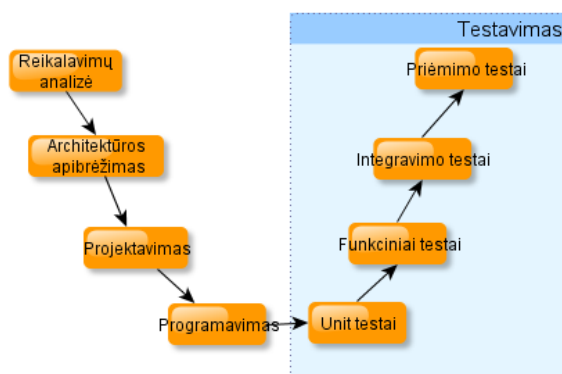 Testavimas
Reikalavimų
analizė
Priėmimo testai
Architektūros
apibrėžimas
Integravimo testai
Projektavimas
Funkciniai testai
Programavimas
Unit testai